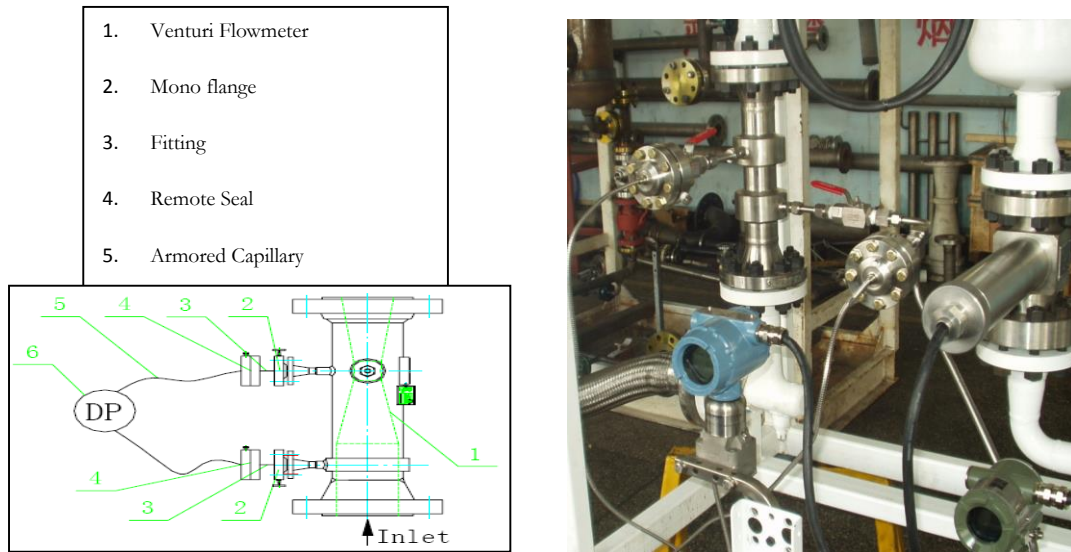 1. Venturi Flowmeter
2. Mono flange
3. Fitting
4. Remote Seal
5. Armored Capillary
5 4 3 2
6
DP
1
4 3 2
Inlet
烟